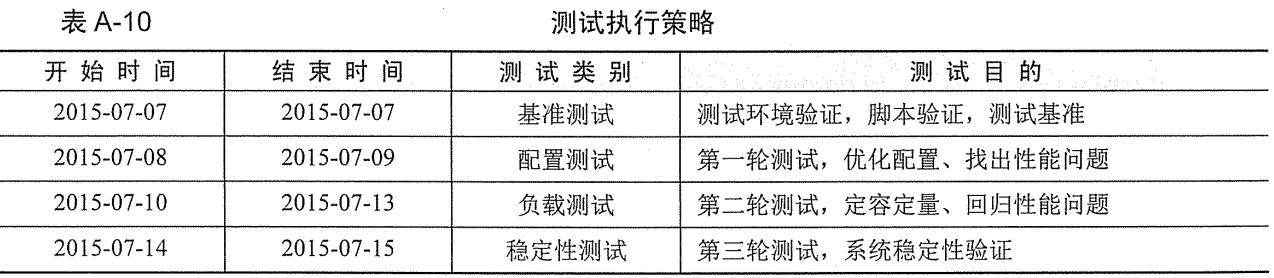 表 A-10 测试执行策略
开始时间 结束时间 测试类别 测试目的
2015-07-07 2015-07-07 基准测试 测试环境验证，脚本验证，测试基准
2015-07-08 2015-07-09 配置测试 第一轮测试，优化配置、找出性能问题
2015-07-10 2015-07-13 负载测试 第二轮测试，定容定量、回归性能问题
2015-07-14 2015-07-15 稳定性测试 第三轮测试，系统稳定性验证